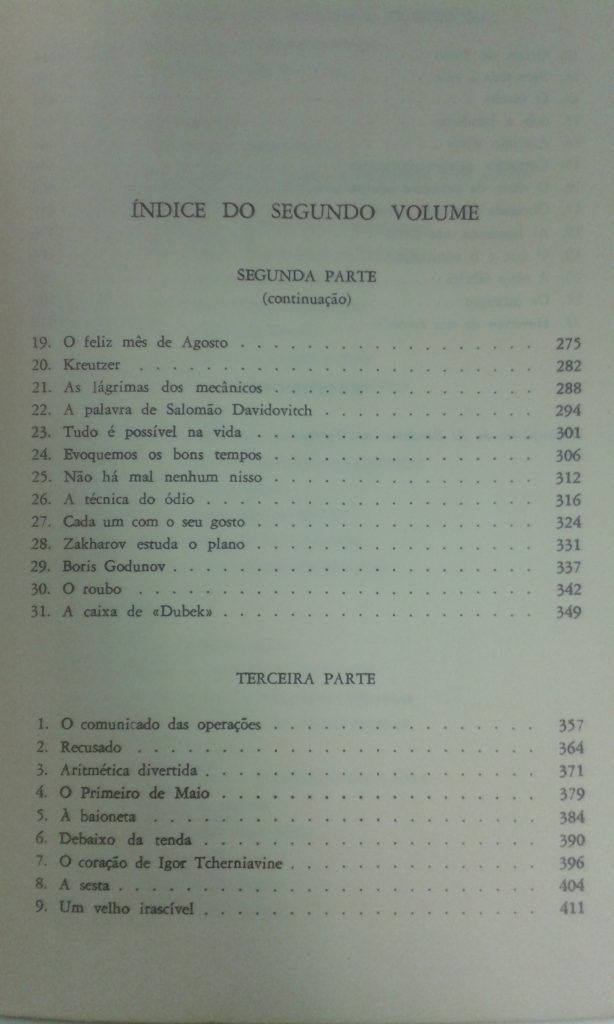 ÍNDICE DO SEGUNDO VOLUME
SEGUNDA PARTE
(continuação)
19. O feliz mês de Agosto . . . . . . . . . . . . . . . . 275
20. Kreutzer . . . . . . . . . . . . . . . . . . . . 282
21. As lágrimas dos mecânicos . . . . . . . . . . . . . . 288
22. A palavra de Salomão Davidovitch . . . . . . . . . . . 294
23. Tudo é possível na vida . . . . . . . . . . . . . . . 301
24. Evoquemos os bons tempos . . . . . . . . . . . . . . 306
25. Não há mal nenhum nisso . . . . . . . . . . . . . . 312
26. A técnica do ódio . . . . . . . . . . . . . . . . . 316
27. Cada um com o seu gosto . . . . . . . . . . . . . . . 324
28. Zakharov estuda o plano . . . . . . . . . . . . . . . 331
29. Boris Godunov . . . . . . . . . . . . . . . . . . 337
30. O roubo . . . . . . . . . . . . . . . . . . . . 342
31. A caixa de «Dubek» . . . . . . . . . . . . . . . . 349
TERCEIRA PARTE
1. O comunicado das operações . . . . . . . . . . . . . . 357
2. Recusado . . . . . . . . . . . . . . . . . . . . 364
3. Aritmética divertida . . . . . . . . . . . . . . . . . 371
4. O Primeiro de Maio . . . . . . . . . . . . . . . . 379
5. À baioneta . . . . . . . . . . . . . . . . . . . . 384
6. Debaixo da tenda . . . . . . . . . . . . . . . . . 390
7. O coração de Igor Tcherniavine . . . . . . . . . . . . . 396
8. A sesta . . . . . . . . . . . . . . . . . . . . . 404
9. Um velho irascível . . . . . . . . . . . . . . . . . 411